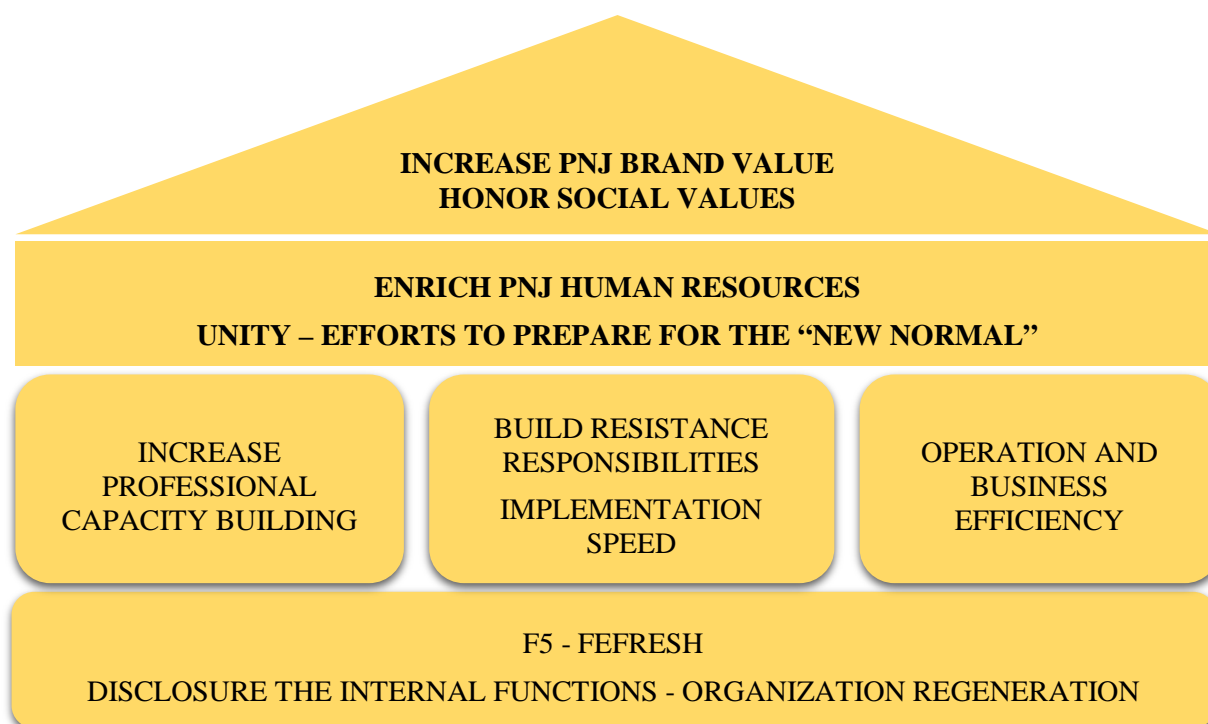 INCREASE PNJ BRAND VALUE
HONOR SOCIAL VALUES
ENRICH PNJ HUMAN RESOURCES
UNITY – EFFORTS TO PREPARE FOR THE “NEW NORMAL”
INCREASE
PROFESSIONAL
CAPACITY BUILDING
BUILD RESISTANCE
RESPONSIBILITIES
IMPLEMENTATION
SPEED
OPERATION AND
BUSINESS
EFFICIENCY
F5 - FEFRESH
DISCLOSURE THE INTERNAL FUNCTIONS - ORGANIZATION REGENERATION